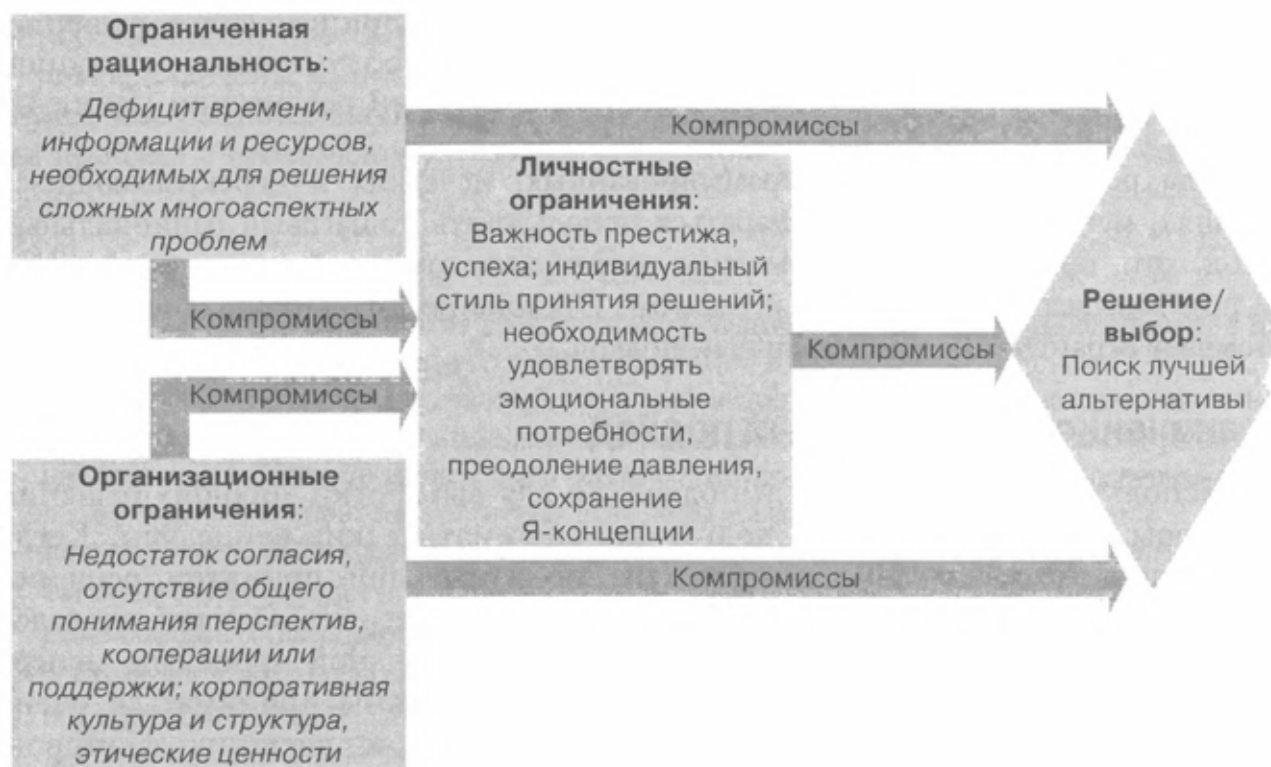 Ограниченная
рациональность:
Дефицит времени,
информации и ресурсов,
необходимых для решения
сложных многоаспектных
проблем
Компромиссы
Личностные
ограничения:
Важность престижа,
успеха; индивидуальный
стиль принятия решений;
необходимость
удовлетворять
эмоциональные
потребности,
преодоление давления,
сохранение
Я-концепции
Компромиссы
Компромиссы
Компромиссы
Решение/
выбор:
Поиск лучшей
альтернативы
Организационные
ограничения:
Недостаток согласия,
отсутствие общего
понимания перспектив,
кооперации или
поддержки; корпоративная
культура и структура,
этические ценности
Компромиссы